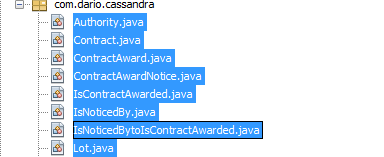 com.dario.cassandra
Authority.java
Contract.java
ContractAward.java
ContractAwardNotice.java
IsContractAwarded.java
IsNoticedBy.java
IsNoticedBytoIsContractAwarded.java
Lot.java